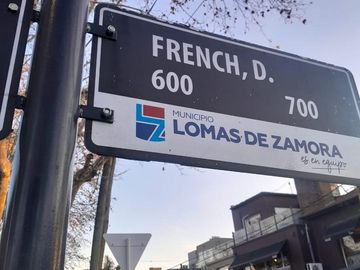 FRENCH, D.
600 700
MUNICIPIO
LOMAS DE ZAMORA
es en equipo